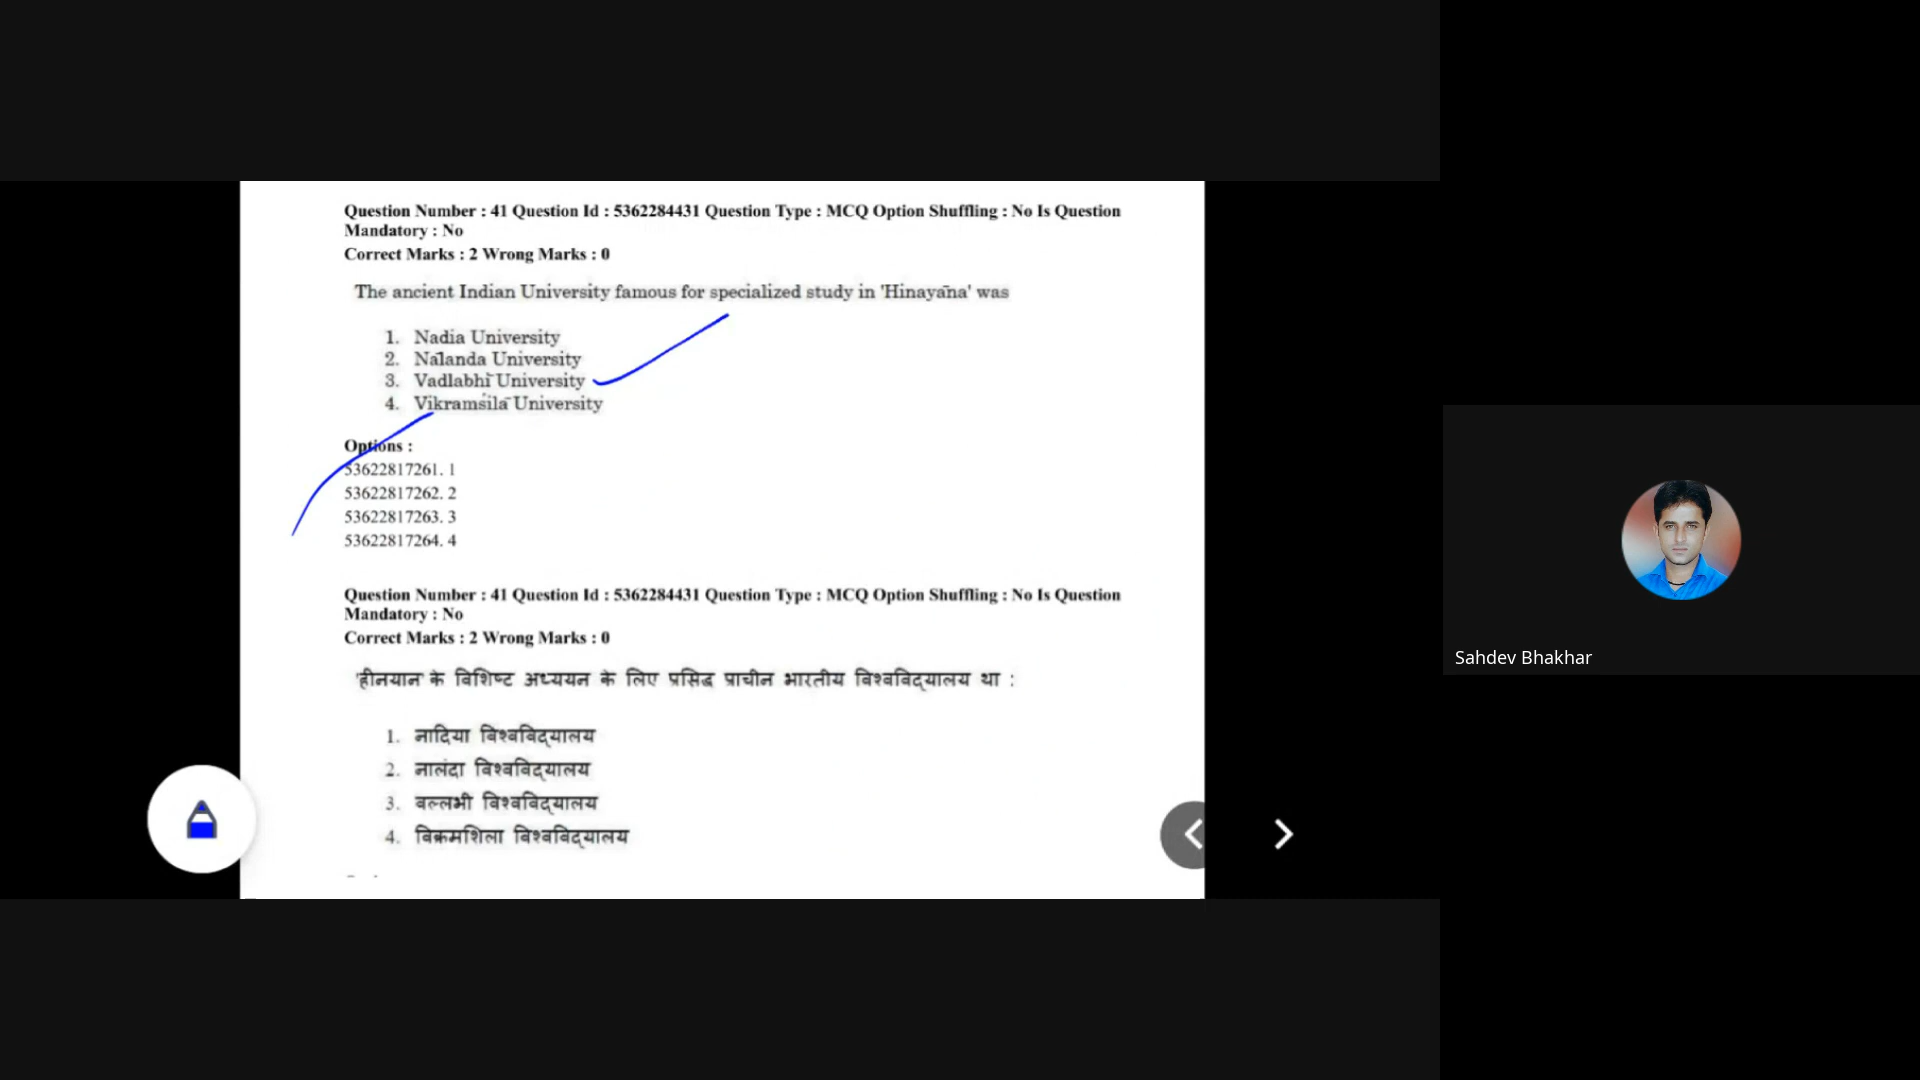 Question Number : 41 Question Id : 5362284431 Question Type : MCQ Option Shuffling : No Is Question
Mandatory : No
Correct Marks : 2 Wrong Marks : 0
The ancient Indian University famous for specialized study in 'Hinayāna' was
1. Nadia University
2. Nālanda University
3. Vadlabhī University
4. Vikramśilā University
Options :
53622817261. 1
53622817262. 2
53622817263. 3
53622817264. 4
Question Number : 41 Question Id : 5362284431 Question Type : MCQ Option Shuffling : No Is Question
Mandatory : No
Correct Marks : 2 Wrong Marks : 0
'हीनयान' के विशिष्ट अध्ययन के लिए प्रसिद्ध प्राचीन भारतीय विश्वविद्यालय था :
1. नादिया विश्वविद्यालय
2. नालंदा विश्वविद्यालय
3. वल्लभी विश्वविद्यालय
4. विक्रमशिला विश्वविद्यालय
Sahdev Bhakhar